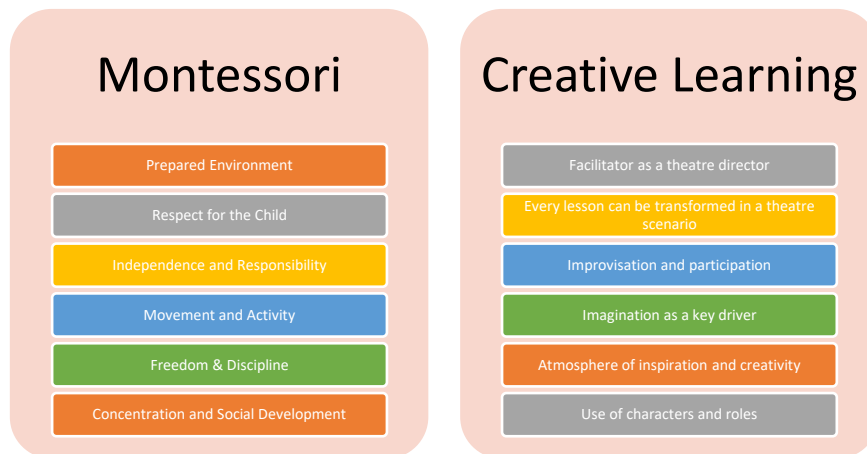 Montessori
Prepared Environment
Respect for the Child
Independence and Responsibility
Movement and Activity
Freedom & Discipline
Concentration and Social Development
Creative Learning
Facilitator as a theatre director
Every lesson can be transformed in a theatre
scenario
Improvisation and participation
Imagination as a key driver
Atmosphere of inspiration and creativity
Use of characters and roles